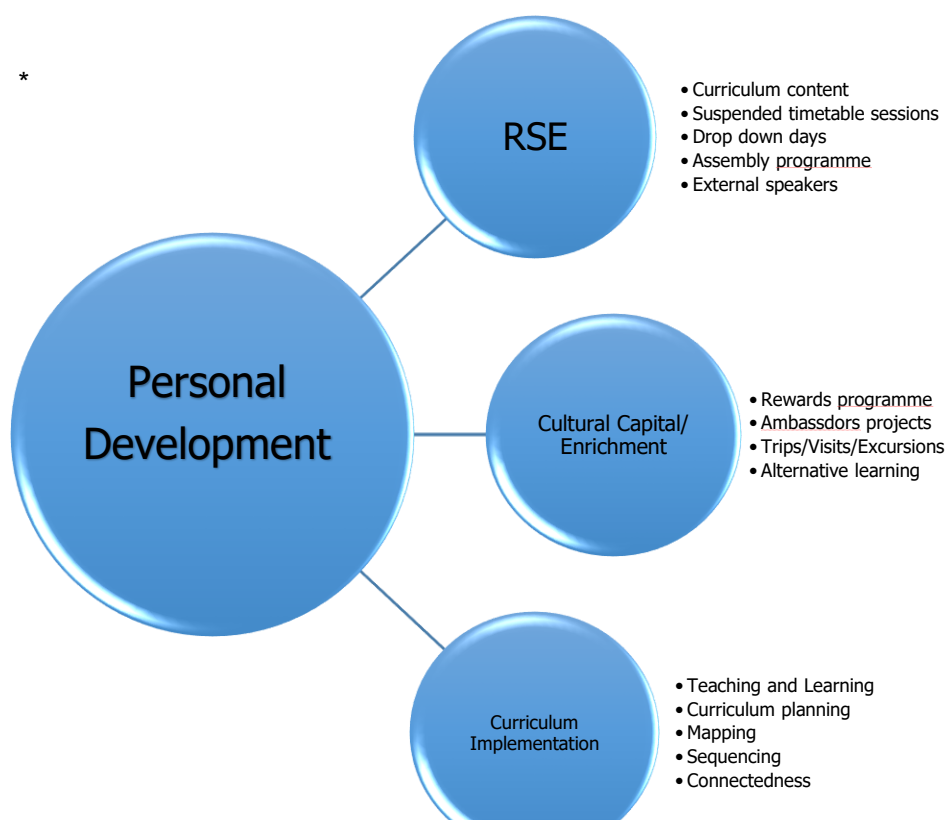 *
RSE
• Curriculum content
• Suspended timetable sessions
• Drop down days
• Assembly programme
• External speakers
Personal
Development
Cultural Capital/
Enrichment
• Rewards programme
• Ambassdors projects
• Trips/Visits/Excursions
• Alternative learning
Curriculum
Implementation
• Teaching and Learning
• Curriculum planning
• Mapping
• Sequencing
• Connectedness